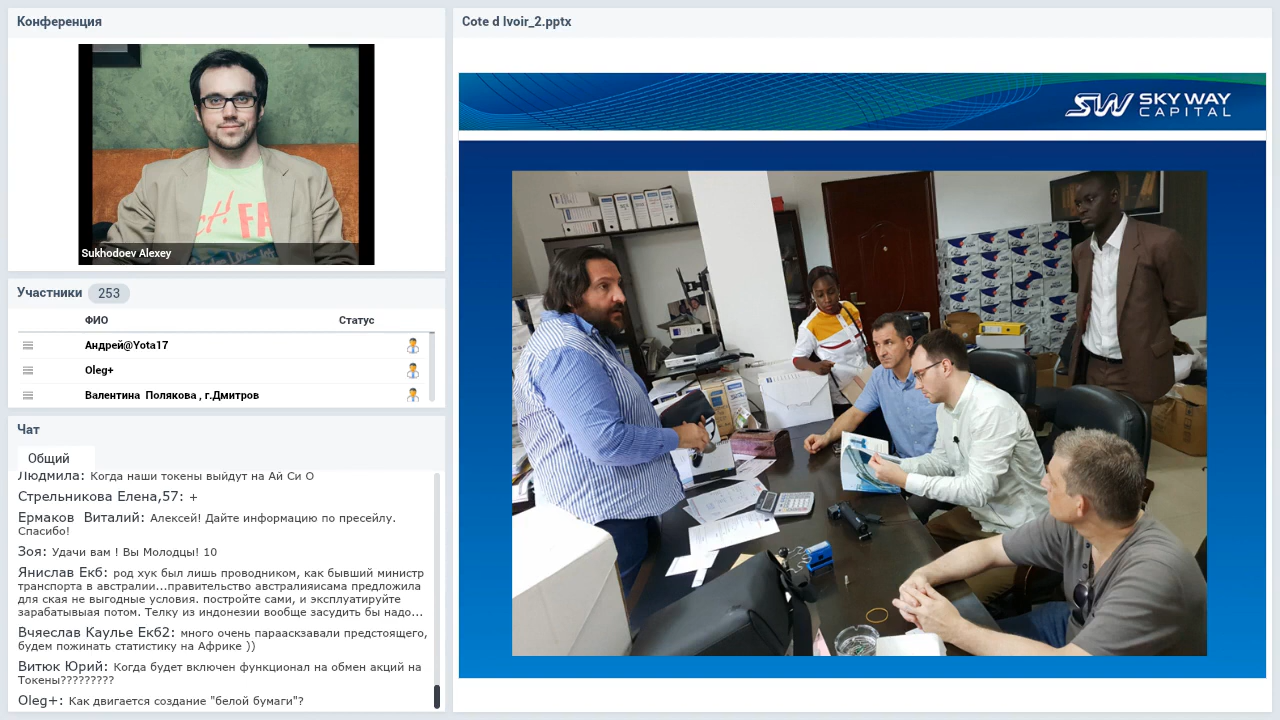 Конференция
Sukhodoev Alexey
Участники 253
ФИО Статус
Андрей@Yota17
Oleg+
Валентина Полякова , г.Дмитров
Чат
Общий
Людмила: Когда наши токены выйдут на Ай Си О
Стрельникова Елена,57: +
Ермаков Виталий: Алексей! Дайте информацию по пресейлу.
Спасибо!
Зоя: Удачи вам ! Вы Молодцы! 10
Янислав Екб: род хук был лишь проводником, как бывший министр
транспорта в австралии...правительство австралияисама предложила
для ская не выгодные условия. постройте сами, и эксплуатируйте
зарабатывыая потом. Телку из индонезии вообще засудить бы надо...
Вчяеслав Каулье Екб2: много очень парааскзавали предстоящего,
будем пожинать статистику на Африке ))
Витюк Юрий: Когда будет включен функционал на обмен акций на
Токены?????????
Oleg+: Как двигается создание "белой бумаги"?
Cote d Ivoir_2.pptx
SW SKY WAY
CAPITAL